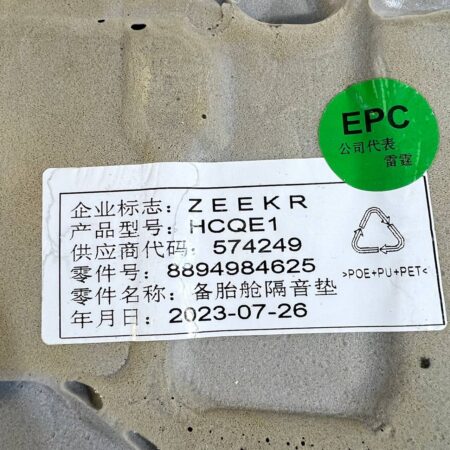 EPC
公司代表
雷霆
企业标志: ZEEKR
产品型号: HCQE1
供应商代码: 574249
零件号: 8894984625
零件名称: 备胎舱隔音垫
年月日: 2023-07-26
>POE+PU+PET<